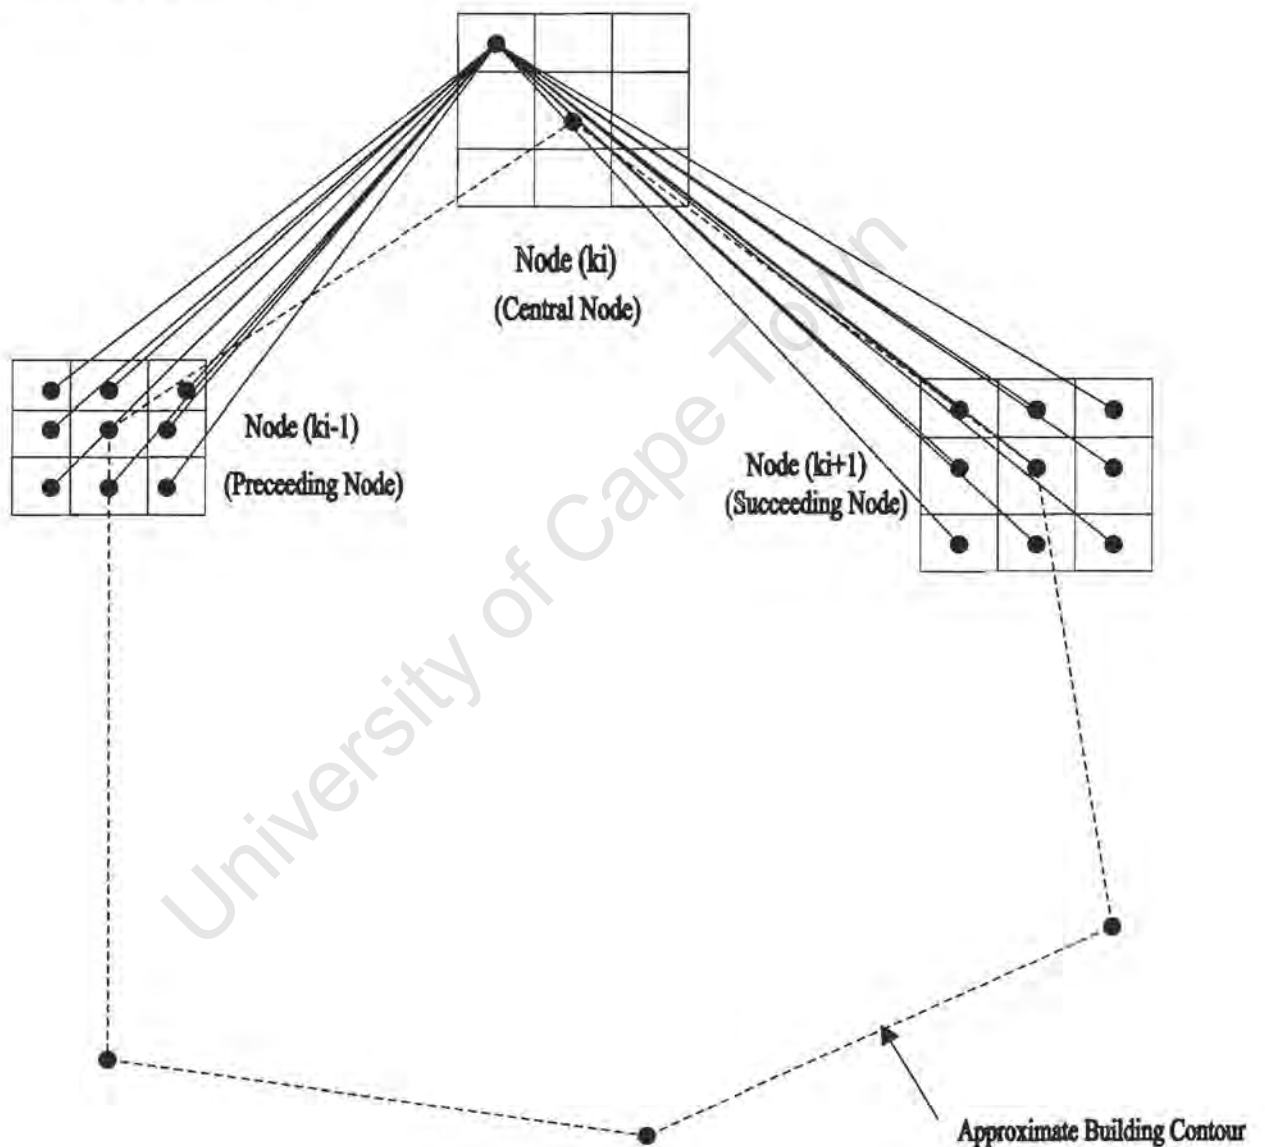 Node (ki)
(Central Node)
Node (ki-1)
(Preceeding Node)
Node (ki+1)
(Succeeding Node)
University of Cape Town
Approximate Building Contour